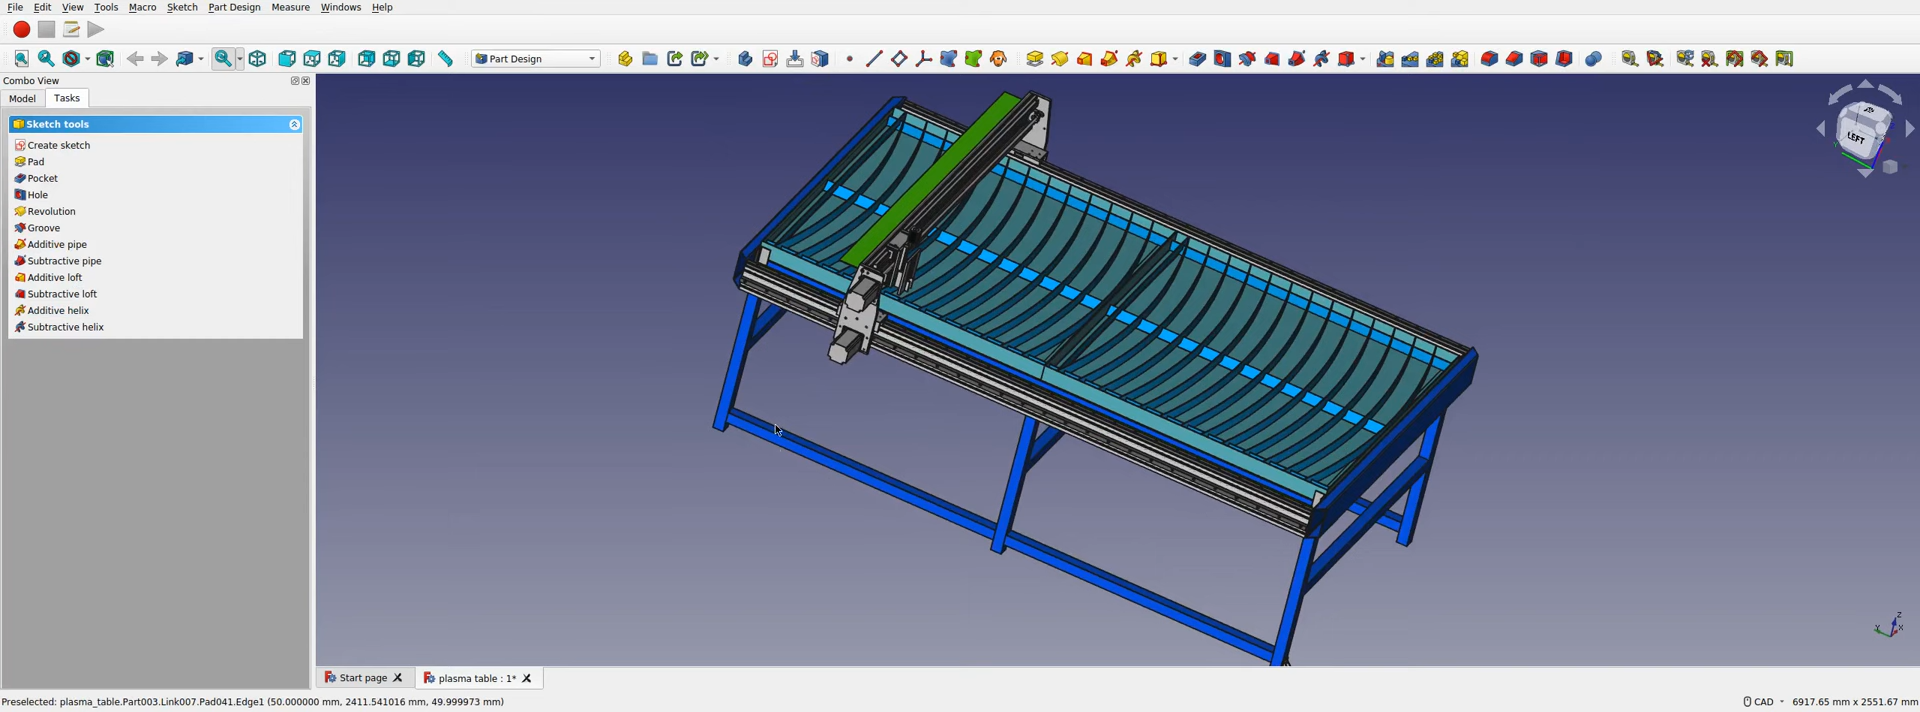 File Edit View Tools Macro Sketch Part Design Measure Windows Help
Part Design
Combo View
Model Tasks
Sketch tools
Create sketch
Pad
Pocket
Hole
Revolution
Groove
Additive pipe
Subtractive pipe
Additive loft
Subtractive loft
Additive helix
Subtractive helix
LEFT
Z
Y X
Start page plasma table : 1*
Preselected: plasma_table.Part003.Link007.Pad041.Edge1 (50.000000 mm, 2411.541016 mm, 49.999973 mm) CAD 6917.65 mm x 2551.67 mm